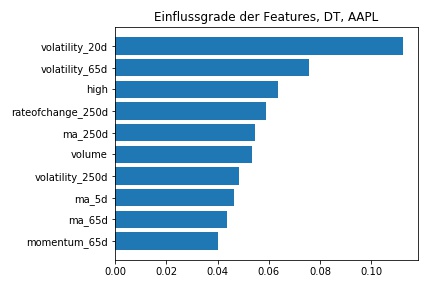 Einflussgrade der Features, DT, AAPL
volatility_20d
volatility_65d
high
rateofchange_250d
ma_250d
volume
volatility_250d
ma_5d
ma_65d
momentum_65d
0.00 0.02 0.04 0.06 0.08 0.10